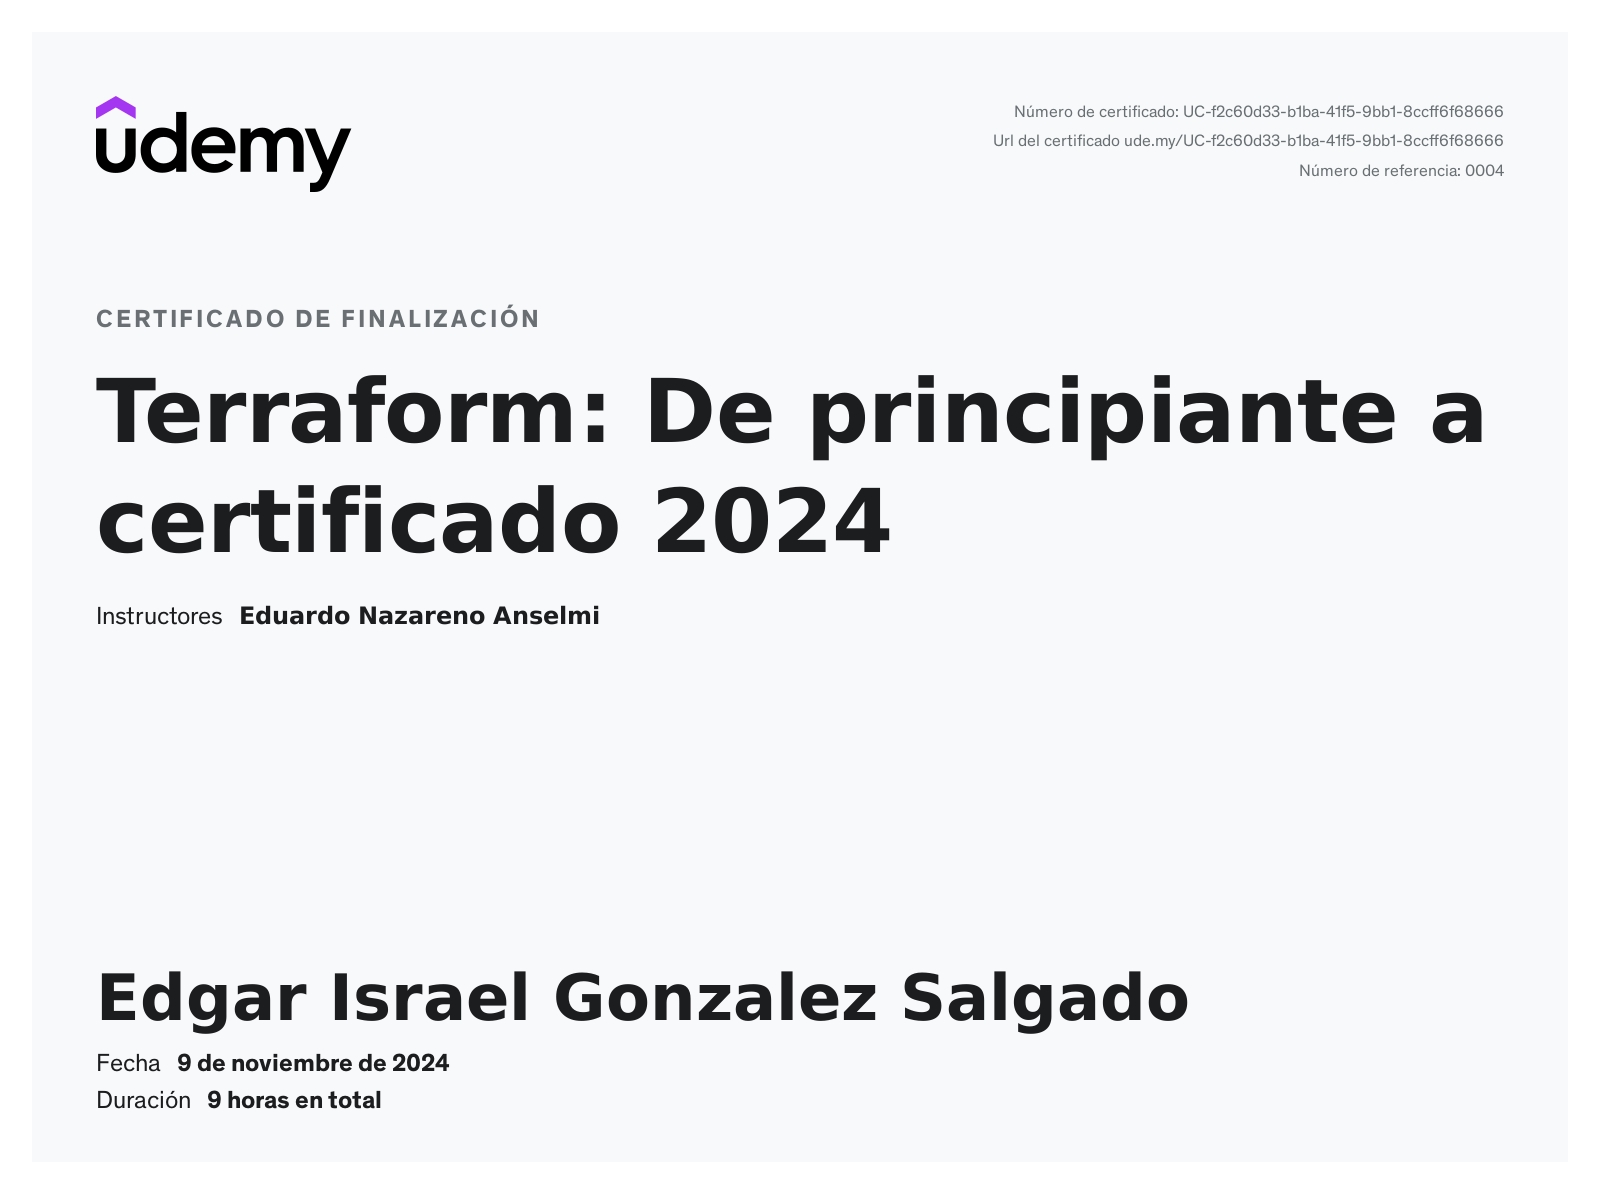 udemy
Número de certificado: UC-f2c60d33-b1ba-41f5-9bb1-8ccff6f68666
Url del certificado ude.my/UC-f2c60d33-b1ba-41f5-9bb1-8ccff6f68666
Número de referencia: 0004
CERTIFICADO DE FINALIZACIÓN
Terraform: De principiante a
certificado 2024
Instructores Eduardo Nazareno Anselmi
Edgar Israel Gonzalez Salgado
Fecha 9 de noviembre de 2024
Duración 9 horas en total